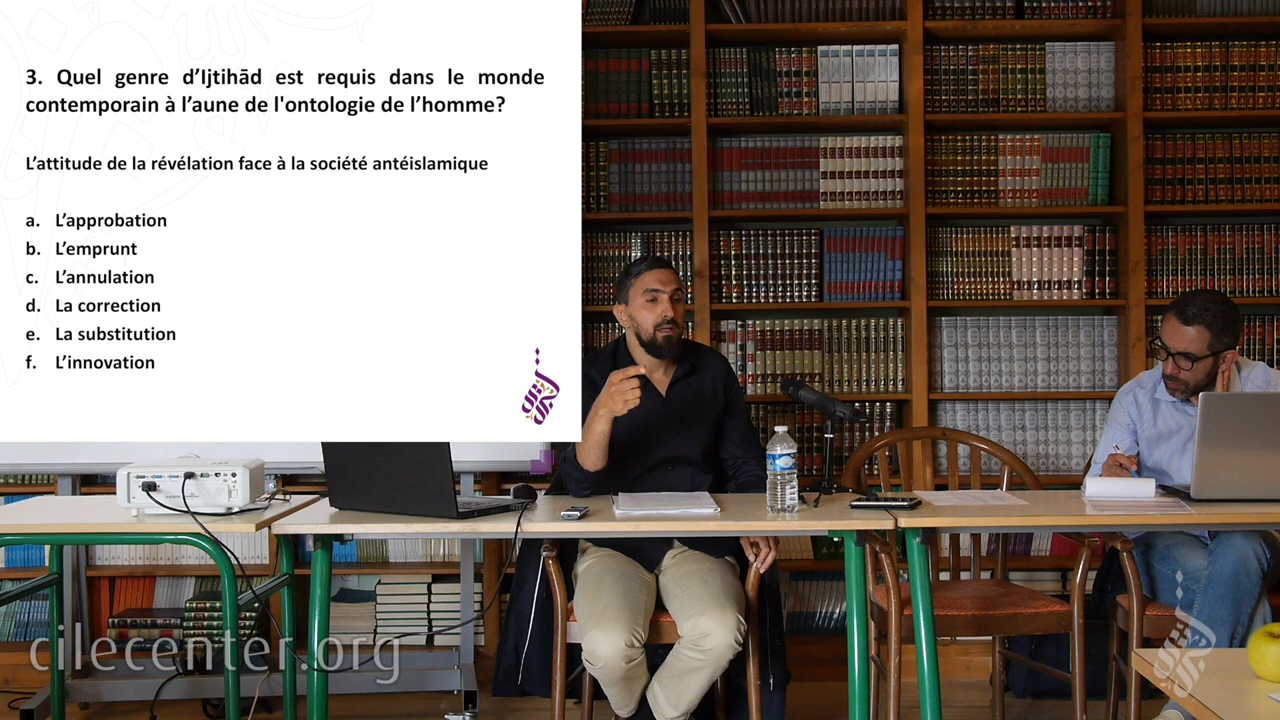 3. Quel genre d’Ijtihād est requis dans le monde
contemporain à l’aune de l'ontologie de l’homme?
L’attitude de la révélation face à la société antéislamique
a. L’approbation
b. L’emprunt
c. L’annulation
d. La correction
e. La substitution
f. L’innovation
cilecenter.org